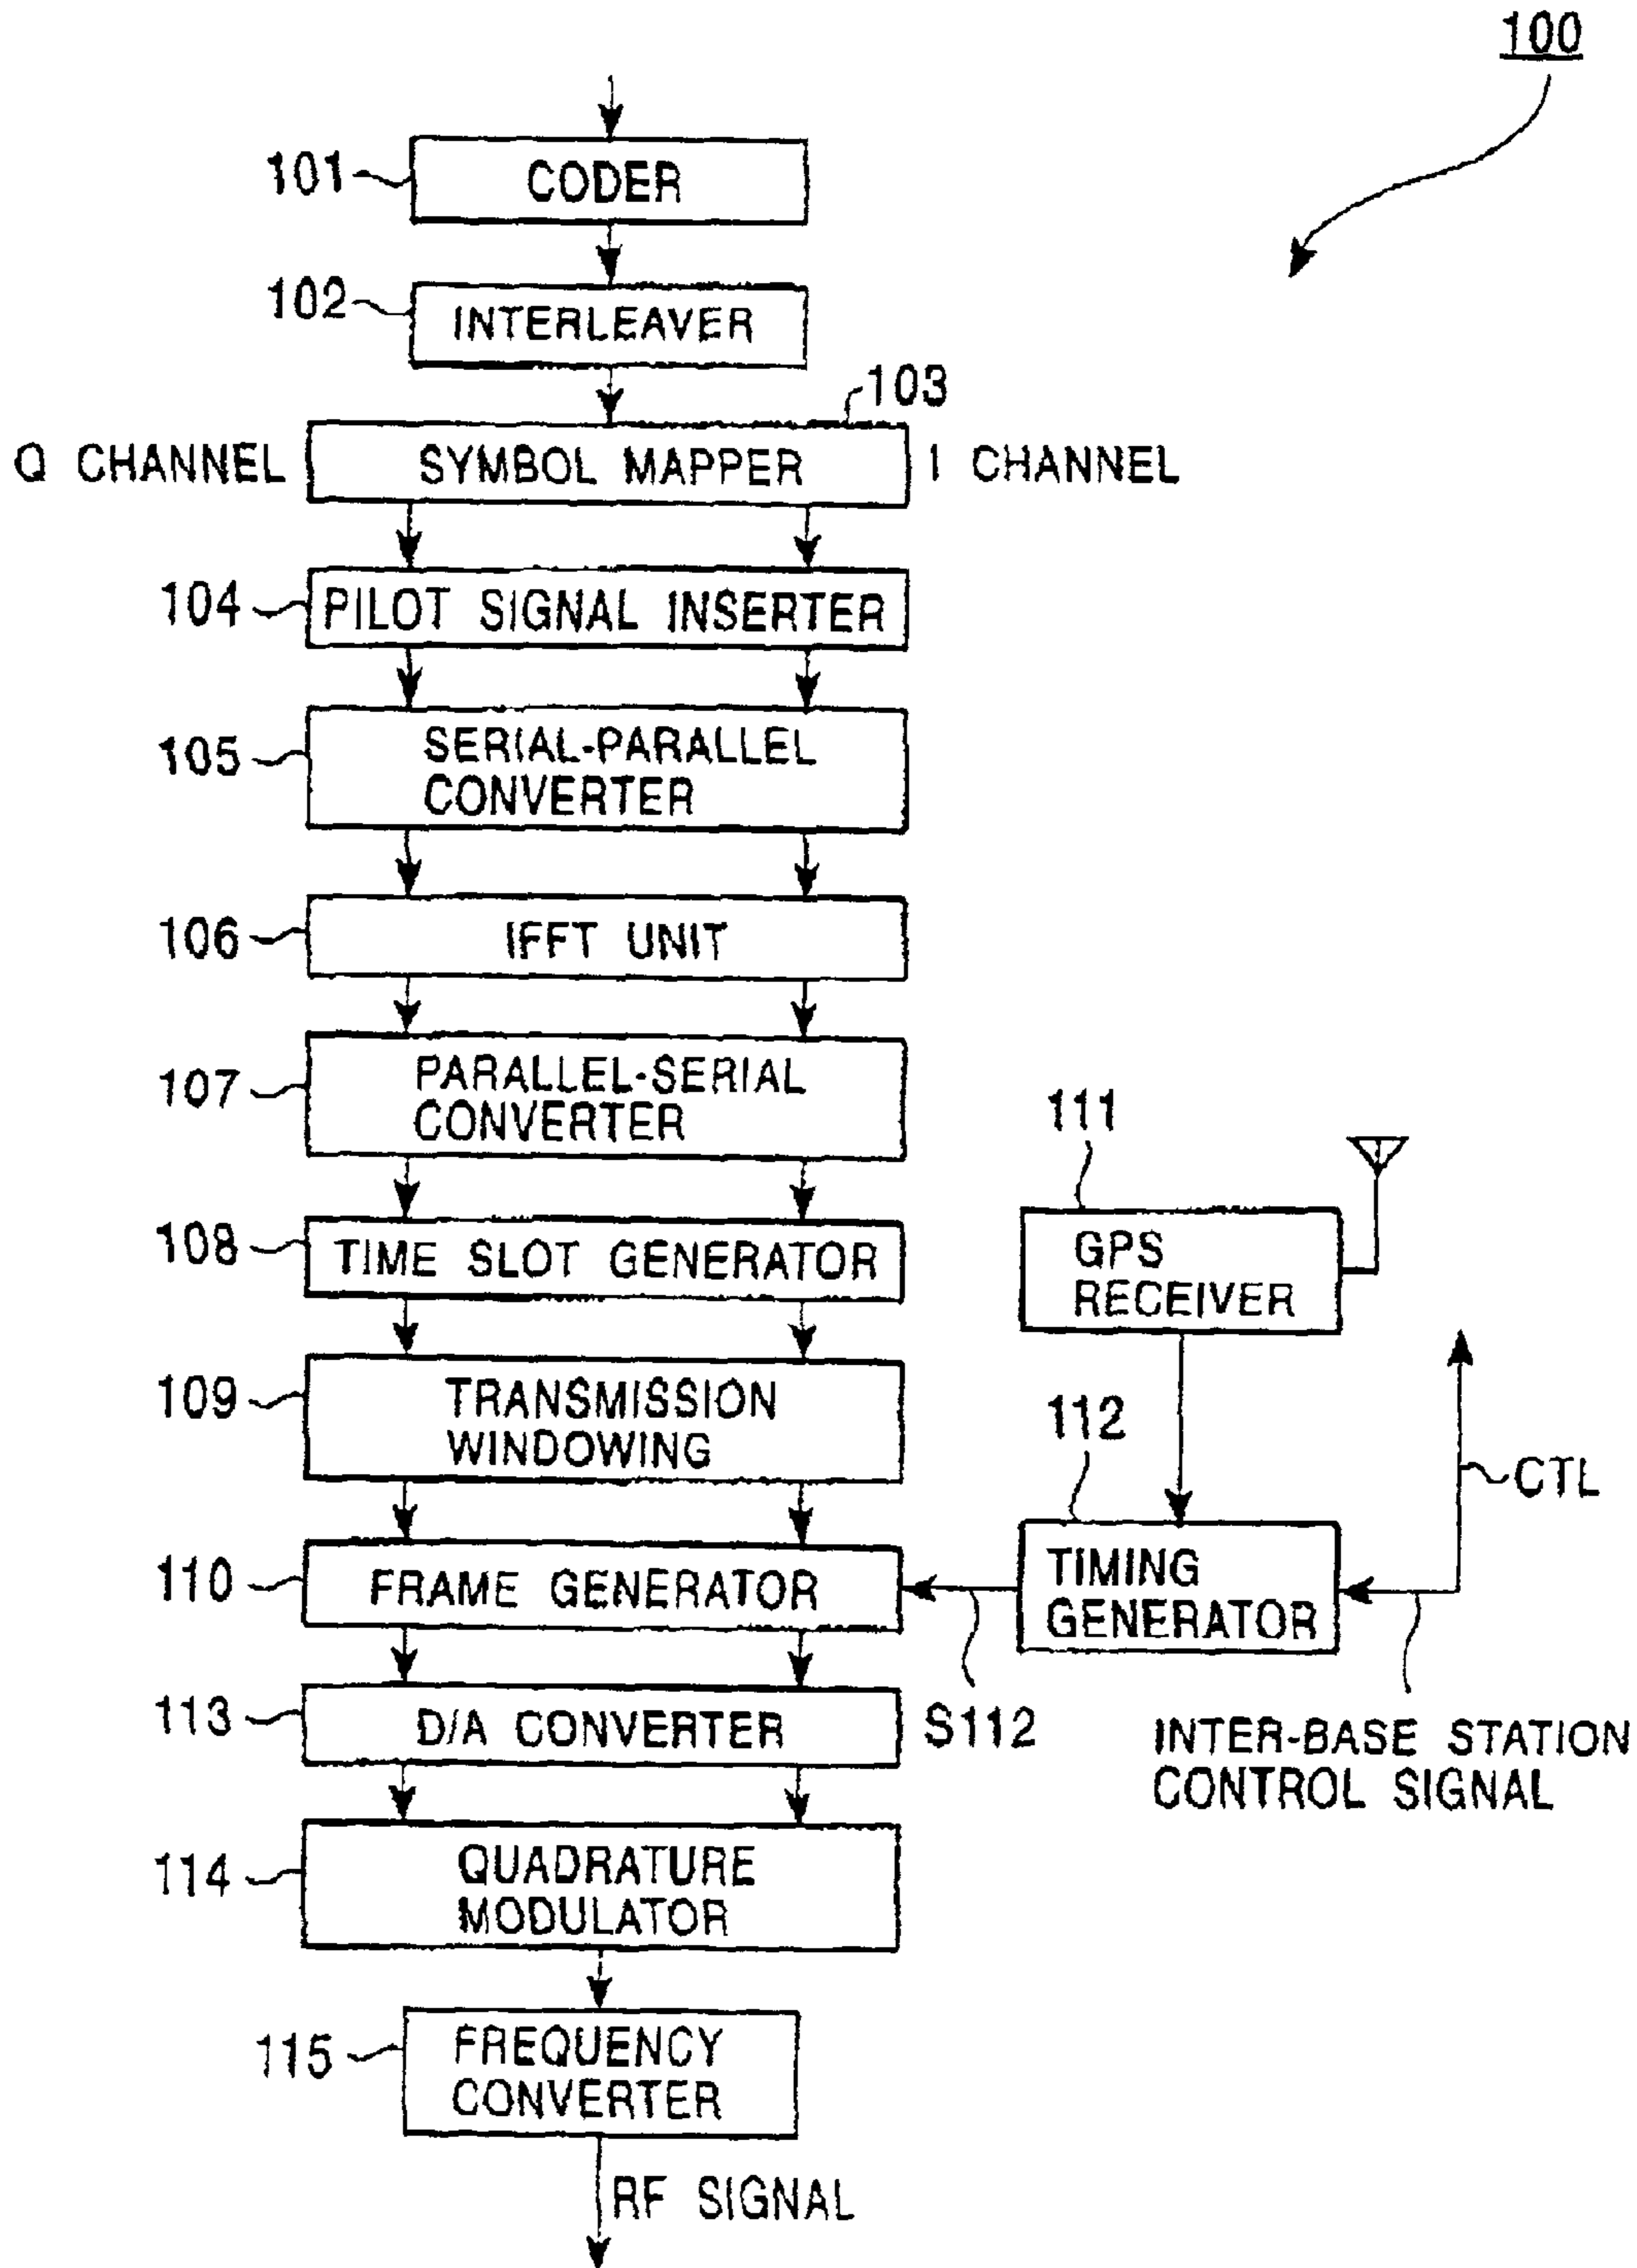 100
101
CODER
102
INTERLEAVER
103
Q CHANNEL
SYMBOL MAPPER
I CHANNEL
104
PILOT SIGNAL INSERTER
105
SERIAL-PARALLEL
CONVERTER
106
IFFT UNIT
107
PARALLEL-SERIAL
CONVERTER
111
GPS
RECEIVER
108
TIME SLOT GENERATOR
109
TRANSMISSION
WINDOWING
112
CTL
110
FRAME GENERATOR
TIMING
GENERATOR
113
D/A CONVERTER
S112
INTER-BASE STATION
CONTROL SIGNAL
114
QUADRATURE
MODULATOR
115
FREQUENCY
CONVERTER
RF SIGNAL